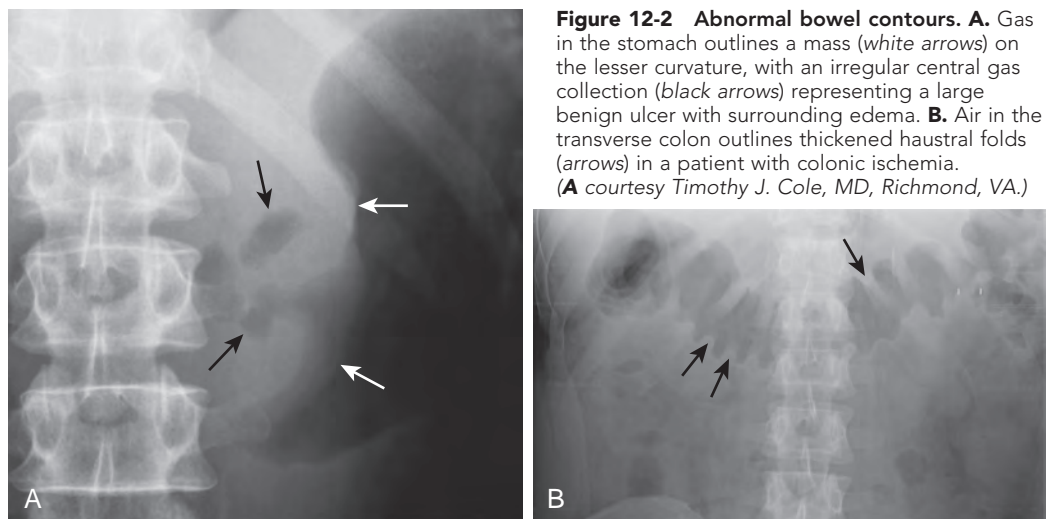 Figure 12-2 Abnormal bowel contours. A. Gas
in the stomach outlines a mass (white arrows) on
the lesser curvature, with an irregular central gas
collection (black arrows) representing a large
benign ulcer with surrounding edema. B. Air in the
transverse colon outlines thickened haustral folds
(arrows) in a patient with colonic ischemia.
(A courtesy Timothy J. Cole, MD, Richmond, VA.)
A
B